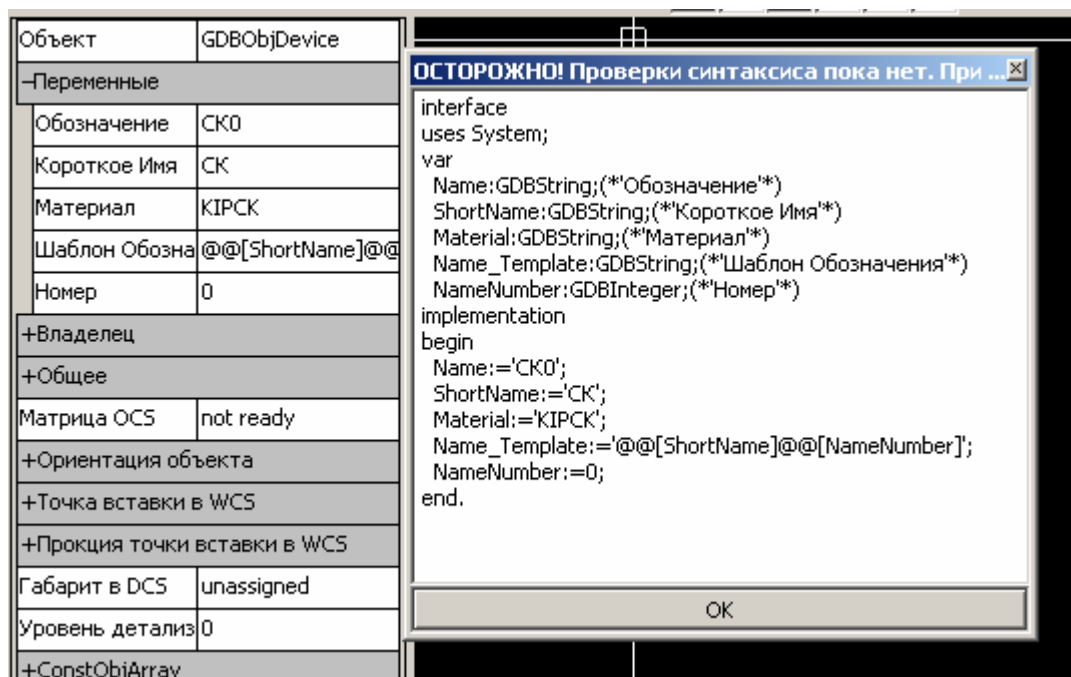 Объект GDBObjDevice
−Переменные
Обозначение СК0
Короткое Имя СК
Материал KIPCK
Шаблон Обозна @@[ShortName]@@
Номер 0
+Владелец
+Общее
Матрица OCS not ready
+Ориентация объекта
+Точка вставки в WCS
+Прокция точки вставки в WCS
Габарит в DCS unassigned
Уровень детализ 0
+ConstObjArray
ОСТОРОЖНО! Проверки синтаксиса пока нет. При ...
interface
uses System;
var
Name:GDBString;(*'Обозначение'*)
ShortName:GDBString;(*'Короткое Имя'*)
Material:GDBString;(*'Материал'*)
Name_Template:GDBString;(*'Шаблон Обозначения'*)
NameNumber:GDBInteger;(*'Номер'*)
implementation
begin
Name:='СК0';
ShortName:='СК';
Material:='KIPCK';
Name_Template:='@@[ShortName]@@[NameNumber]';
NameNumber:=0;
end.
OK